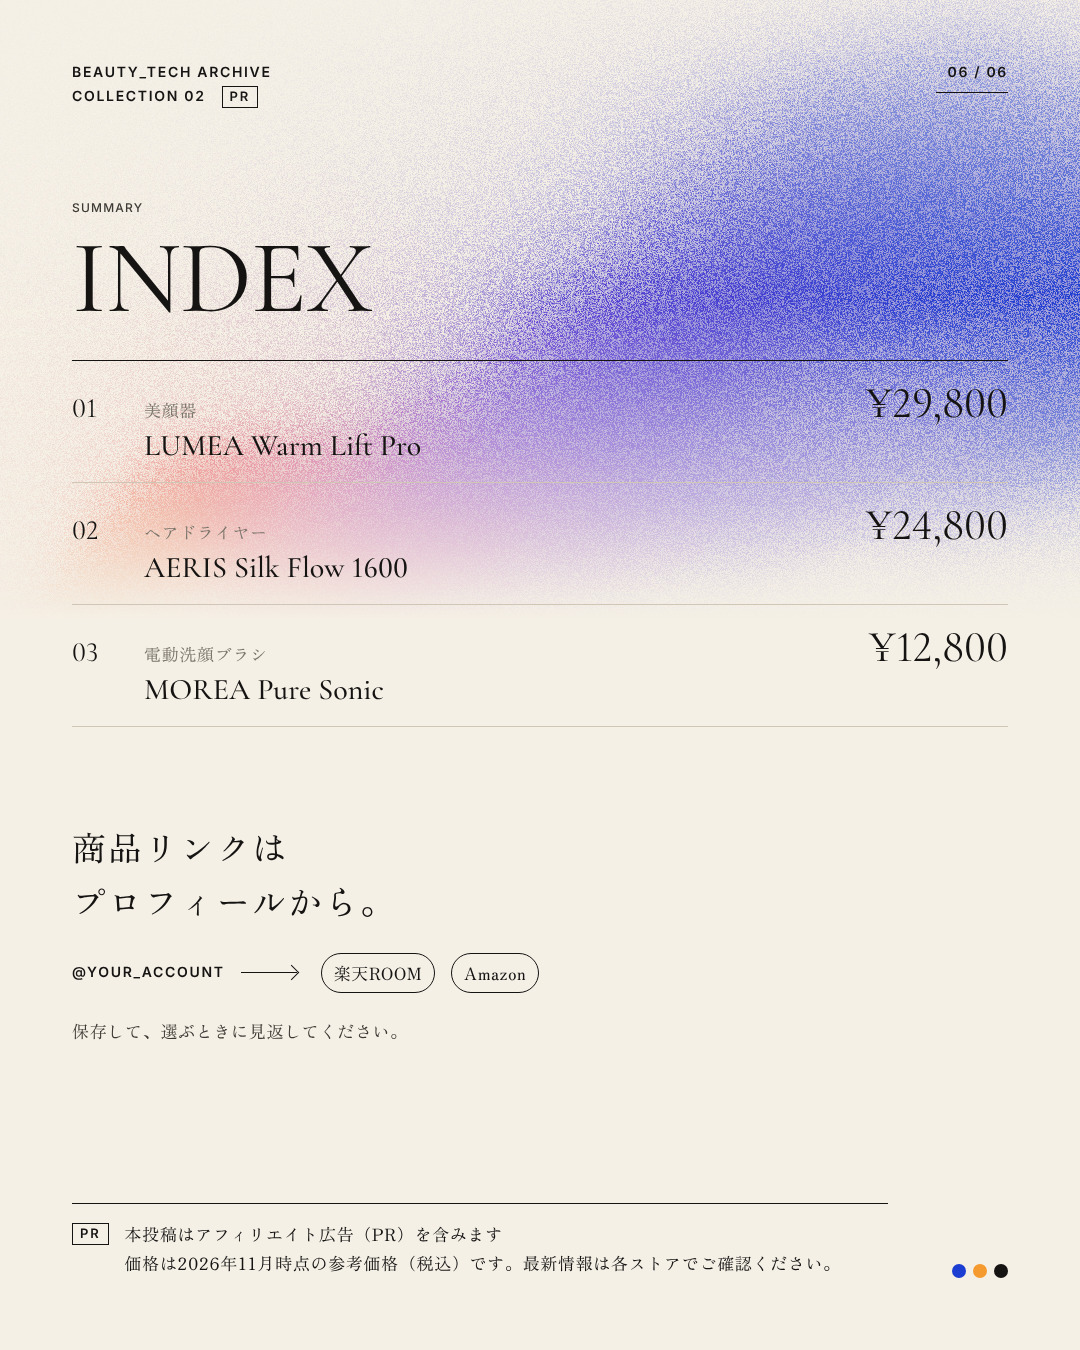 BEAUTY_TECH ARCHIVE
COLLECTION 02 PR
06 / 06
SUMMARY
INDEX
01 美顔器 ¥29,800
LUMEA Warm Lift Pro
02 ヘアドライヤー ¥24,800
AERIS Silk Flow 1600
03 電動洗顔ブラシ ¥12,800
MOREA Pure Sonic
商品リンクは
プロフィールから。
@YOUR_ACCOUNT 楽天ROOM Amazon
保存して、選ぶときに見返してください。
PR 本投稿はアフィリエイト広告（PR）を含みます
価格は2026年11月時点の参考価格（税込）です。最新情報は各ストアでご確認ください。